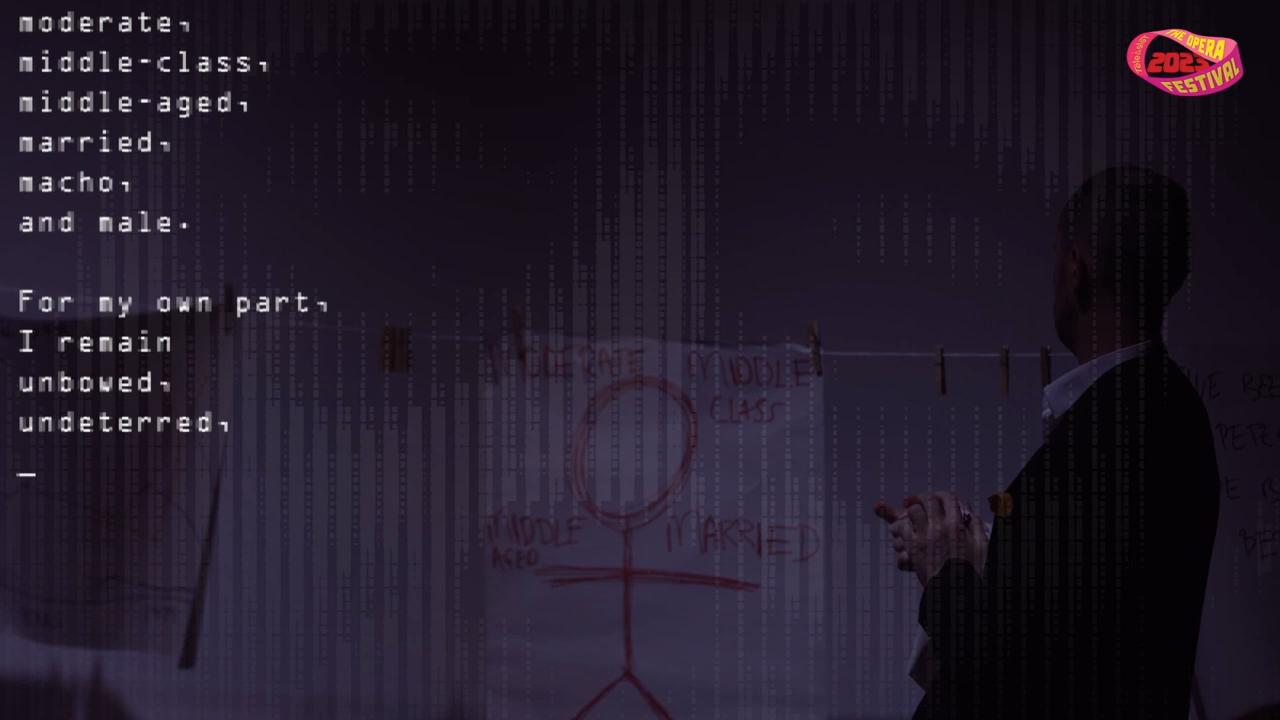 moderate,
middle-class,
middle-aged,
married,
macho,
and male.
For my own part,
I remain
unbowed,
undeterred,
_
THE OPERA
2023
FESTIVAL
MODERATE MIDDLE
CLASS
MIDDLE MARRIED
AGED